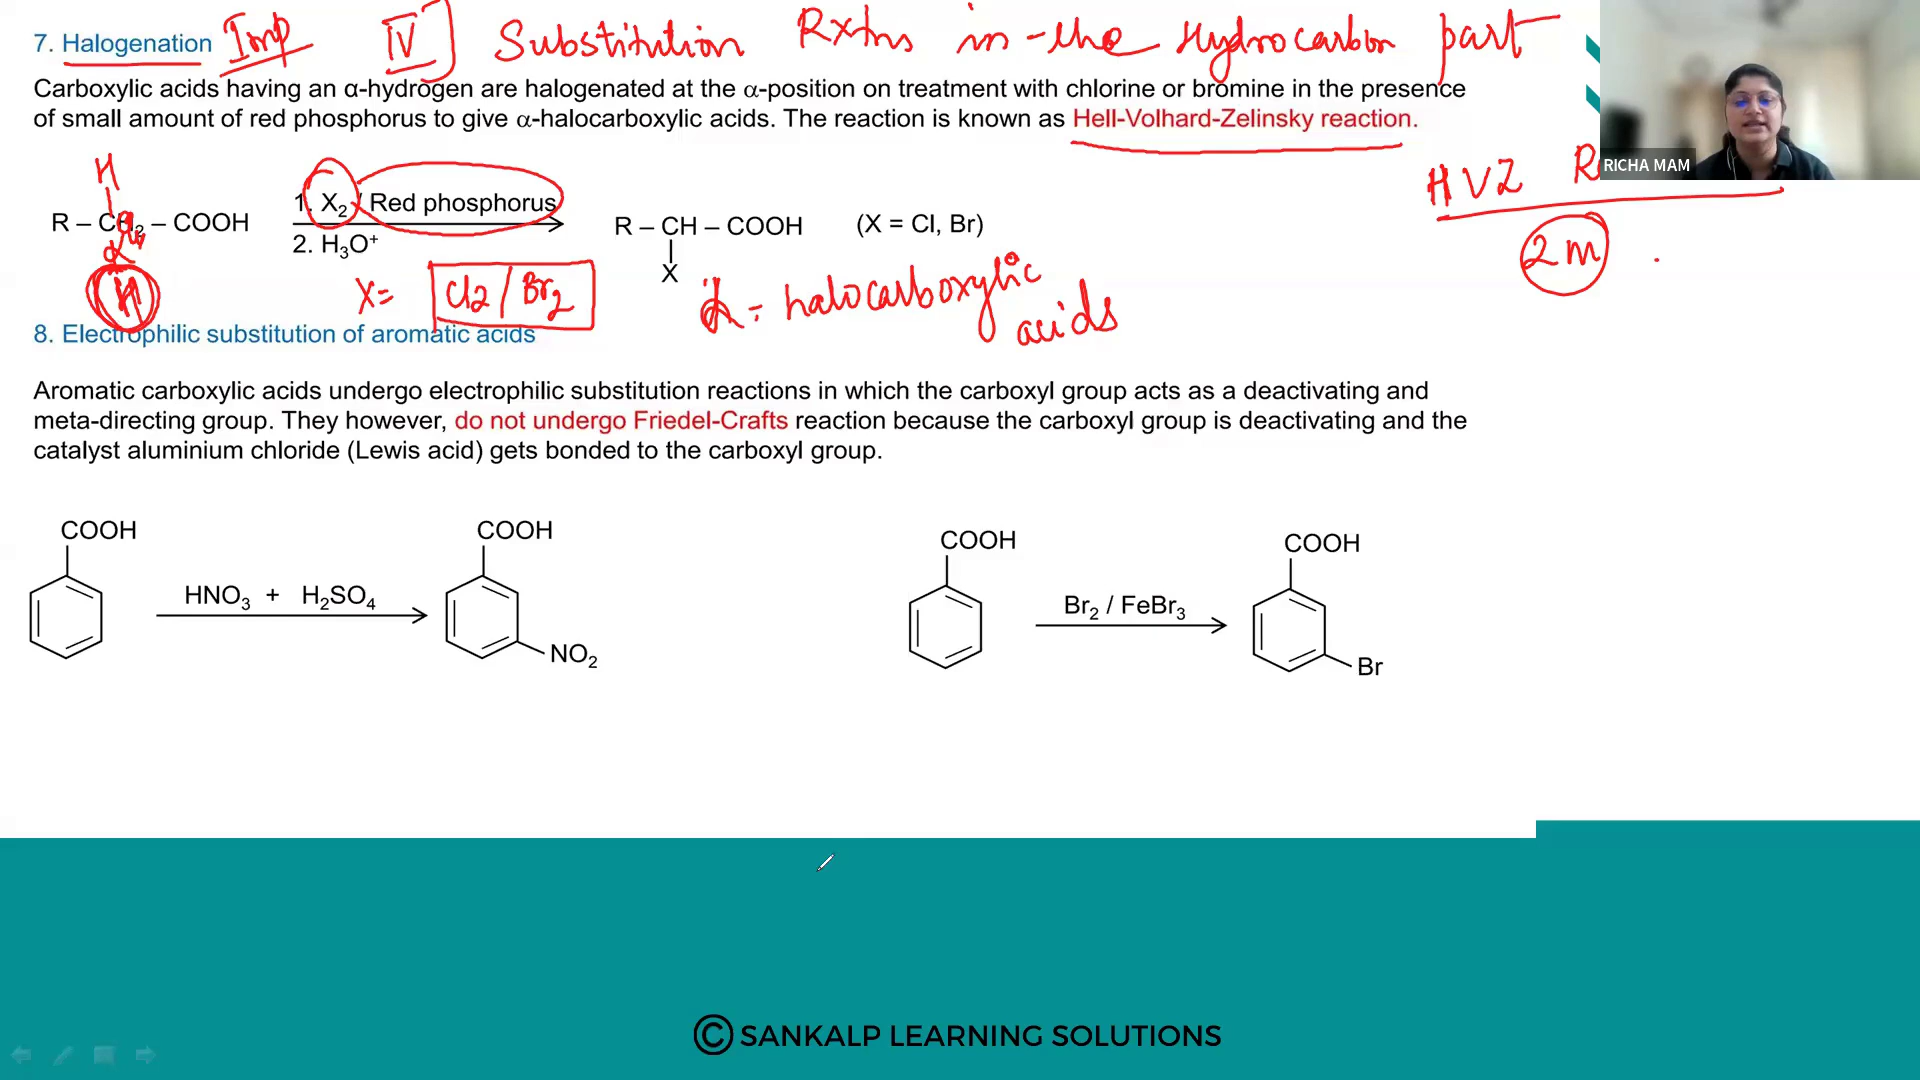 7. Halogenation Imp IV] Substitution Rxtns in the Hydrocarbon part
Carboxylic acids having an α-hydrogen are halogenated at the α-position on treatment with chlorine or bromine in the presence
of small amount of red phosphorus to give α-halocarboxylic acids. The reaction is known as Hell-Volhard-Zelinsky reaction.
RICHA MAM
HVZ
2m
H
R – CH2 – COOH
α
H
1. X2 / Red phosphorus
2. H3O+
R – CH – COOH (X = Cl, Br)
X
X= Cl2 / Br2
α = halocarboxylic
acids
8. Electrophilic substitution of aromatic acids
Aromatic carboxylic acids undergo electrophilic substitution reactions in which the carboxyl group acts as a deactivating and
meta-directing group. They however, do not undergo Friedel-Crafts reaction because the carboxyl group is deactivating and the
catalyst aluminium chloride (Lewis acid) gets bonded to the carboxyl group.
COOH
HNO3 + H2SO4
COOH
NO2
COOH
Br2 / FeBr3
COOH
Br
© SANKALP LEARNING SOLUTIONS